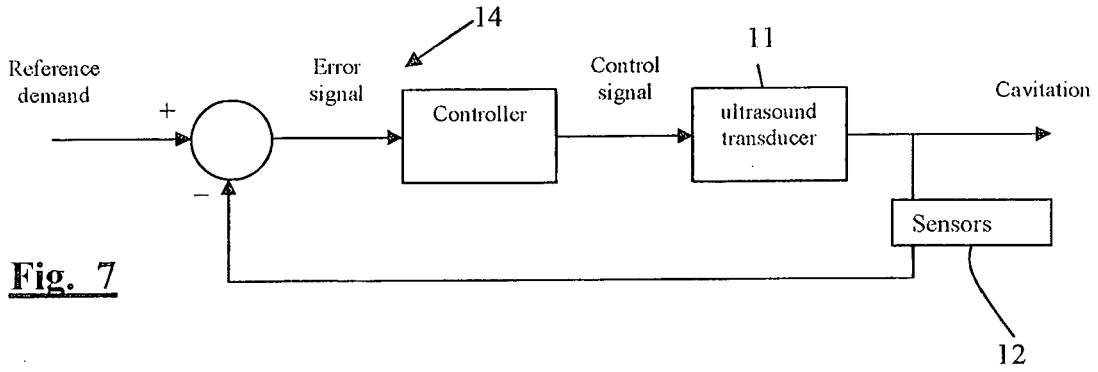 14
11
Reference
demand
Error
signal
Control
signal
Cavitation
+
Controller
ultrasound
transducer
−
Sensors
Fig. 7
12